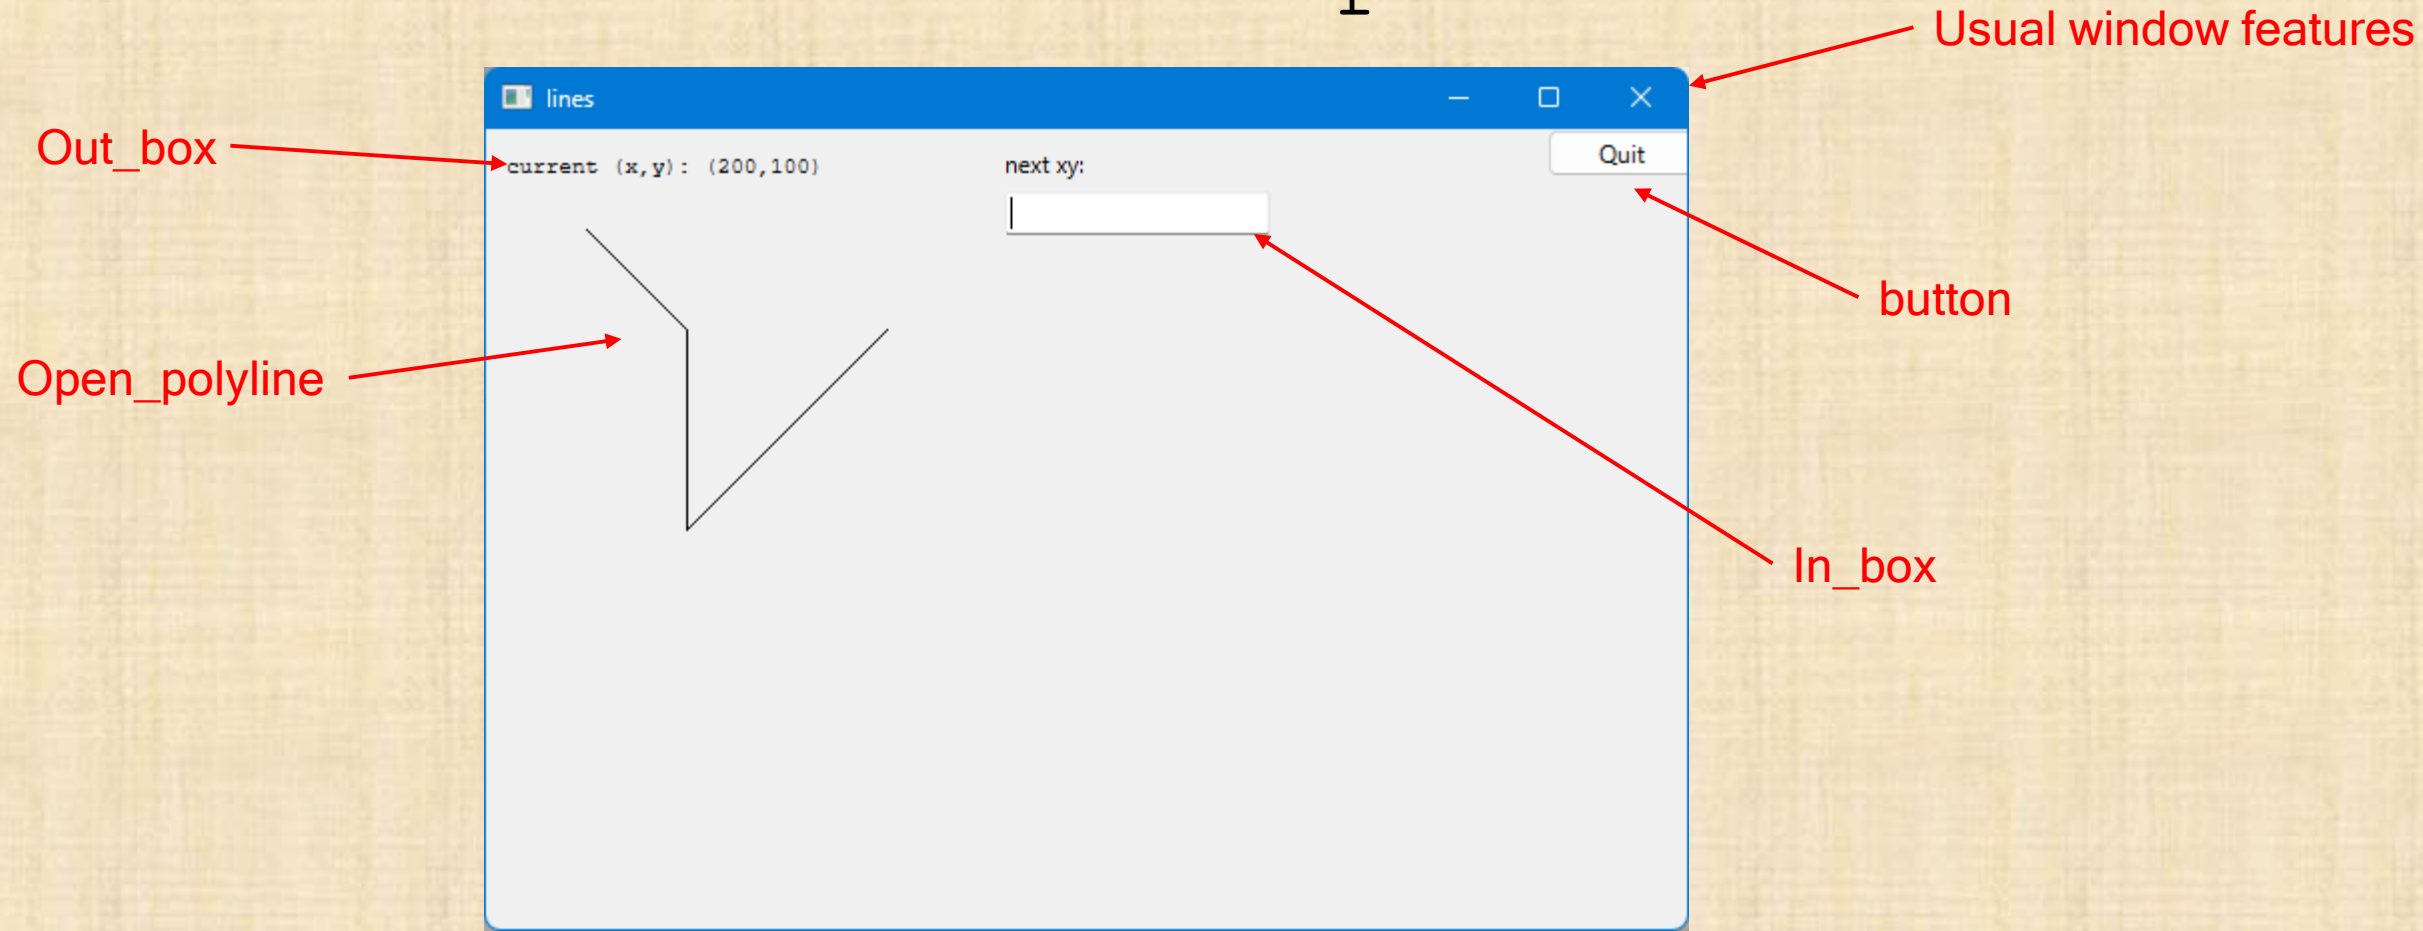 Usual window features
lines
Out_box
current (x,y): (200,100)
next xy:
Quit
button
Open_polyline
In_box